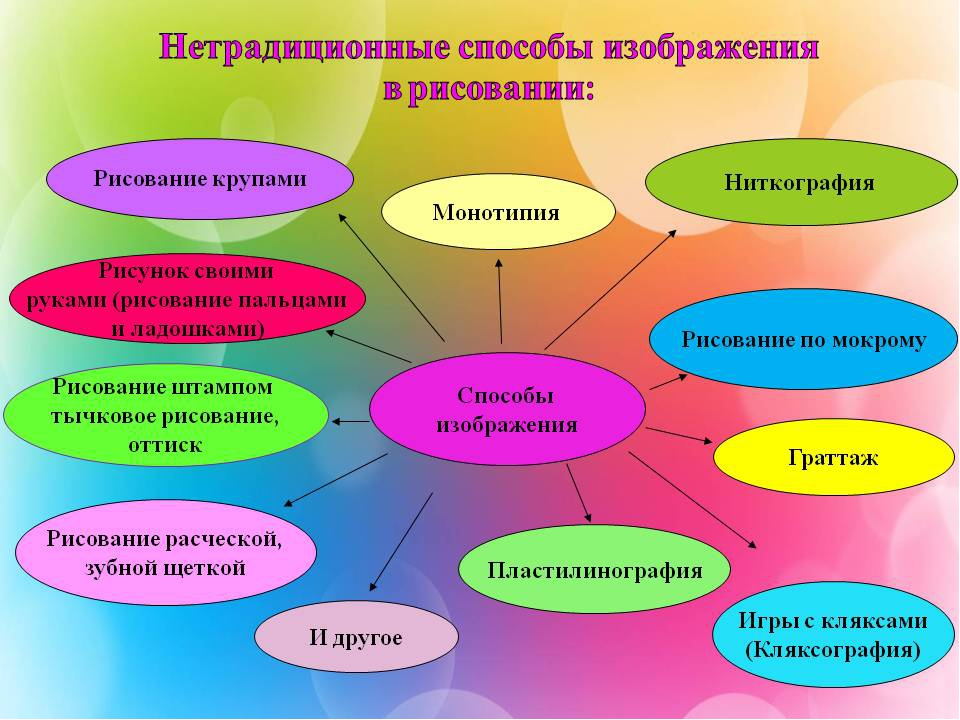 Нетрадиционные способы изображения
в рисовании:
Рисование крупами
Монотипия
Ниткография
Рисунок своими
руками (рисование пальцами
и ладошками)
Рисование по мокрому
Рисование штампом
тычковое рисование,
оттиск
Способы
изображения
Граттаж
Рисование расческой,
зубной щеткой
Пластилинография
И другое
Игры с кляксами
(Кляксография)